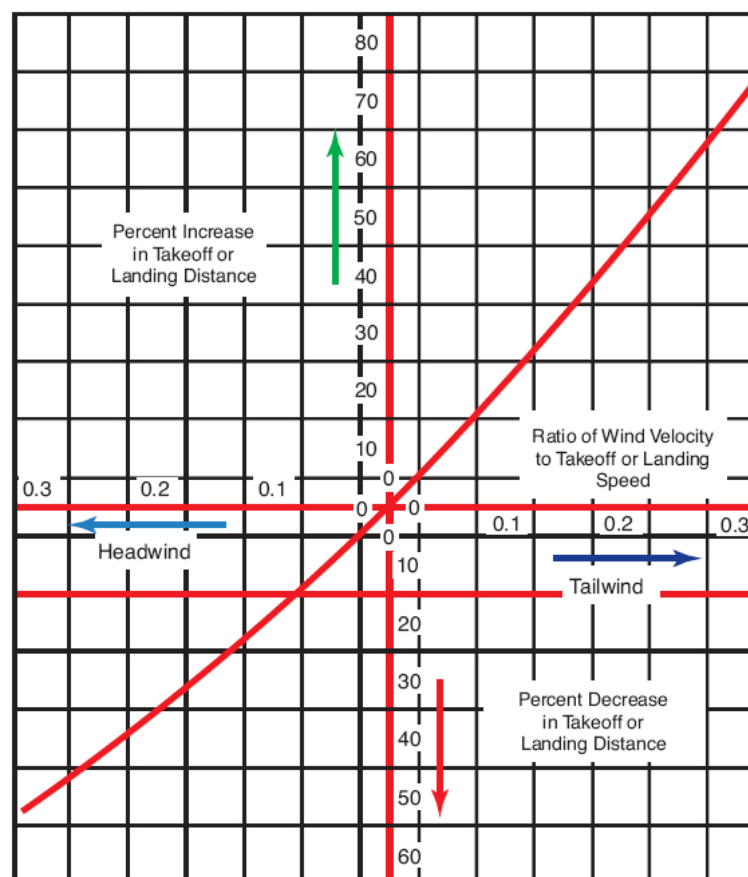 80
70
60
50
40
30
20
10
0
Percent Increase
in Takeoff or
Landing Distance
Ratio of Wind Velocity
to Takeoff or Landing
Speed
0.3 0.2 0.1
0 0
0.1 0.2 0.3
0
Headwind
Tailwind
10
20
30
40
50
60
Percent Decrease
in Takeoff or
Landing Distance